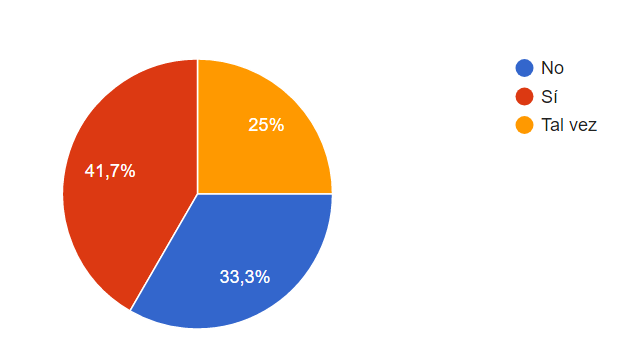 No
Sí
Tal vez
25%
41,7%
33,3%